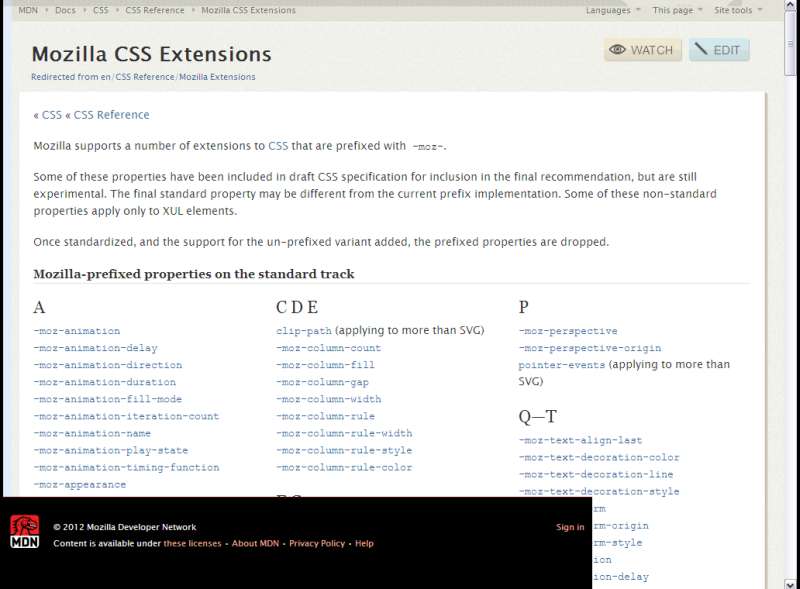 MDN › Docs › CSS › CSS Reference › Mozilla CSS Extensions
Languages This page Site tools
Mozilla CSS Extensions
WATCH EDIT
Redirected from en/CSS Reference/Mozilla Extensions
« CSS « CSS Reference
Mozilla supports a number of extensions to CSS that are prefixed with -moz-.
Some of these properties have been included in draft CSS specification for inclusion in the final recommendation, but are still
experimental. The final standard property may be different from the current prefix implementation. Some of these non-standard
properties apply only to XUL elements.
Once standardized, and the support for the un-prefixed variant added, the prefixed properties are dropped.
Mozilla-prefixed properties on the standard track
A
-moz-animation
-moz-animation-delay
-moz-animation-direction
-moz-animation-duration
-moz-animation-fill-mode
-moz-animation-iteration-count
-moz-animation-name
-moz-animation-play-state
-moz-animation-timing-function
-moz-appearance
C D E
clip-path (applying to more than SVG)
-moz-column-count
-moz-column-fill
-moz-column-gap
-moz-column-width
-moz-column-rule
-moz-column-rule-width
-moz-column-rule-style
-moz-column-rule-color
P
-moz-perspective
-moz-perspective-origin
pointer-events (applying to more than
SVG)
Q—T
-moz-text-align-last
-moz-text-decoration-color
-moz-text-decoration-line
-moz-text-decoration-style
rm
rm-origin
rm-style
ion
ion-delay
MDN
© 2012 Mozilla Developer Network
Sign in
Content is available under these licenses • About MDN • Privacy Policy • Help